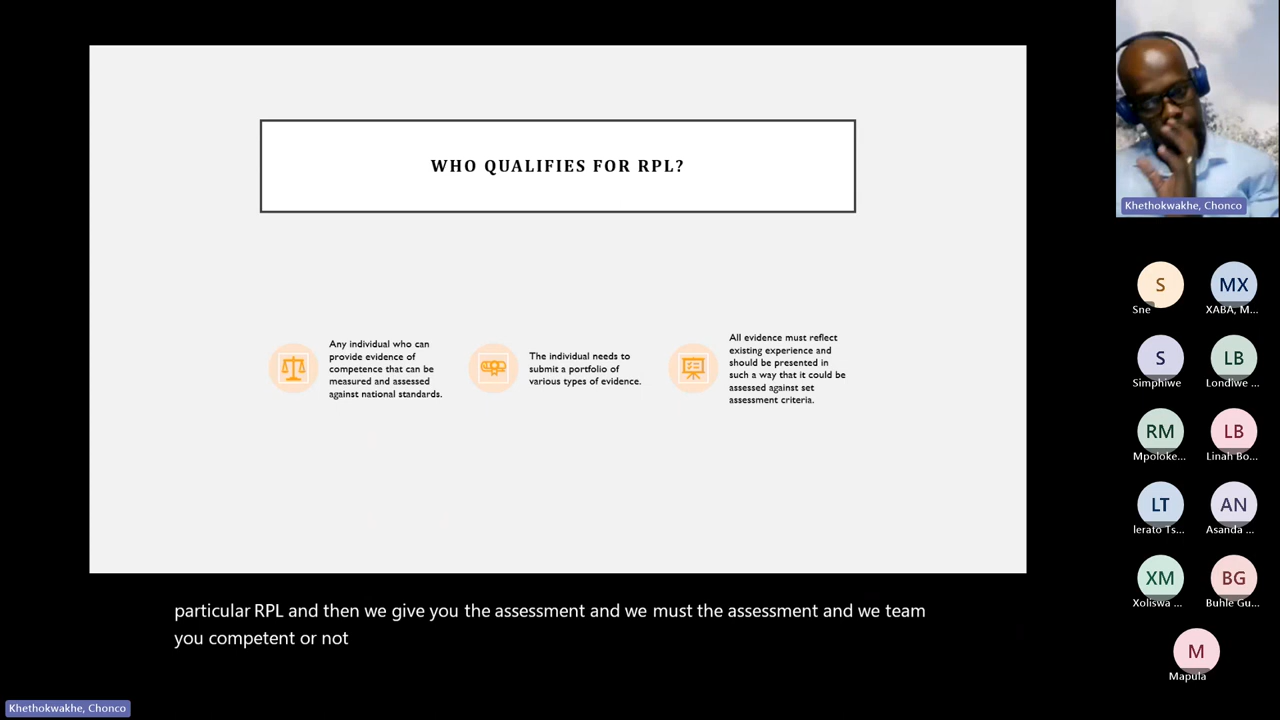 WHO QUALIFIES FOR RPL?
Any individual who can
provide evidence of
competence that can be
measured and assessed
against national standards.
The individual needs to
submit a portfolio of
various types of evidence.
All evidence must reflect
existing experience and
should be presented in
such a way that it could be
assessed against set
assessment criteria.
particular RPL and then we give you the assessment and we must the assessment and we team
you competent or not
Khethokwakhe, Chonco
Khethokwakhe, Chonco
S
Sne
MX
XABA, M...
S
Simphiwe
LB
Londiwe ...
RM
Mpoloke...
LB
Linah Bo...
LT
lerato Ts...
AN
Asanda ...
XM
Xoliswa ...
BG
Buhle Gu...
M
Mapula